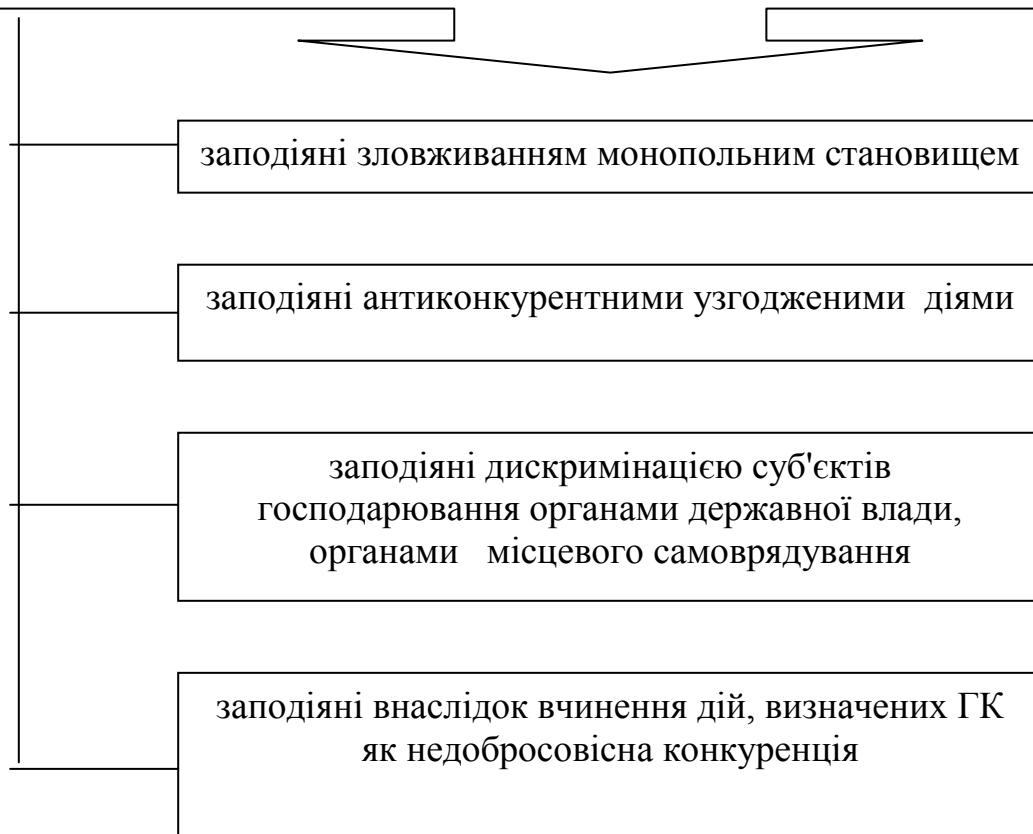 заподіяні зловживанням монопольним становищем
заподіяні антиконкурентними узгодженими діями
заподіяні дискримінацією суб'єктів
господарювання органами державної влади,
органами місцевого самоврядування
заподіяні внаслідок вчинення дій, визначених ГК
як недобросовісна конкуренція